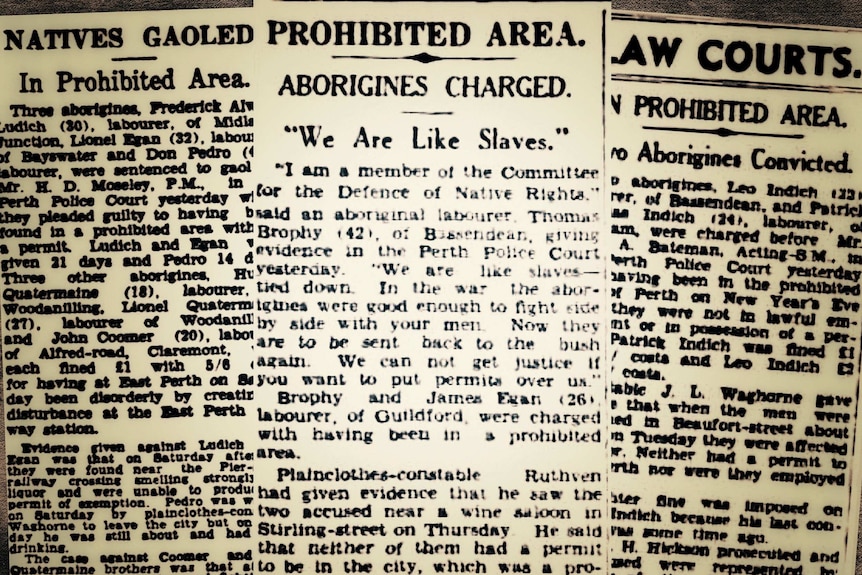 NATIVES GAOLED
In Prohibited Area.
Three aborigines, Frederick
Ludich (30), labourer, of
Junction, Lionel Egan (32),
of Bayswater and Don Pedro
labourer, were sentenced to gaol
Mr. H. D. Moseley, P.M., in
Perth Police Court yesterday
they pleaded guilty to having
found in a prohibited area
a permit. Ludich and Egan
given 21 days and Pedro 14
Three other aborigines,
Quatermaine (18), labourer,
Woodanilling, Lionel
(27), labourer of
and John Coomer (20),
of Alfred-road, Claremont,
each fined £1 with 5/6
for having at East Perth on
day been disorderly by
disturbance at the East Perth
way station.
Evidence given against Ludich
Egan was that on Saturday
they were found near the Pier-
railway crossing smelling
liquor and were unable to
permit of exemption. Pedro was
on Saturday by
Waghorne to leave the city but on
day he was still about and had
drinking.
The case against Coomer and
Quatermaine brothers was that
PROHIBITED AREA.
ABORIGINES CHARGED.
"We Are Like Slaves."
"I am a member of the Committee
for the Defence of Native Rights."
said an aboriginal labourer, Thomas
Brophy (42), of Bassendean, giving
evidence in the Perth Police Court
yesterday. "We are like slaves—
tied down. In the war the abor-
igines were good enough to fight side
by side with your men. Now they
are to be sent back to the bush
again. We can not get justice if
you want to put permits over us."
Brophy and James Egan (26),
labourer, of Guildford, were charged
with having been in a prohibited
area.
Plainclothes-constable Ruthven
had given evidence that he saw the
two accused near a wine saloon in
Stirling-street on Thursday. He said
that neither of them had a permit
to be in the city, which was a pro-
LAW COURTS.
PROHIBITED AREA.
Aborigines Convicted.
aborigines, Leo Indich
of Bassendean, and
Indich (24), labourer,
were charged before Mr.
A. Bateman, Acting-S.M., in
Perth Police Court yesterday
having been in the prohibited
of Perth on New Year's Eve
they were not in lawful em-
or in possession of a per-
Patrick Indich was fined £1
costs and Leo Indich £2
costs.
J. L. Waghorne gave
that when the men were
in Beaufort-street about
on Tuesday they were affected
Neither had a permit to
nor were they employed
fine was imposed on
Indich because his last con-
was some time ago.
H. Hickson prosecuted and
were represented by